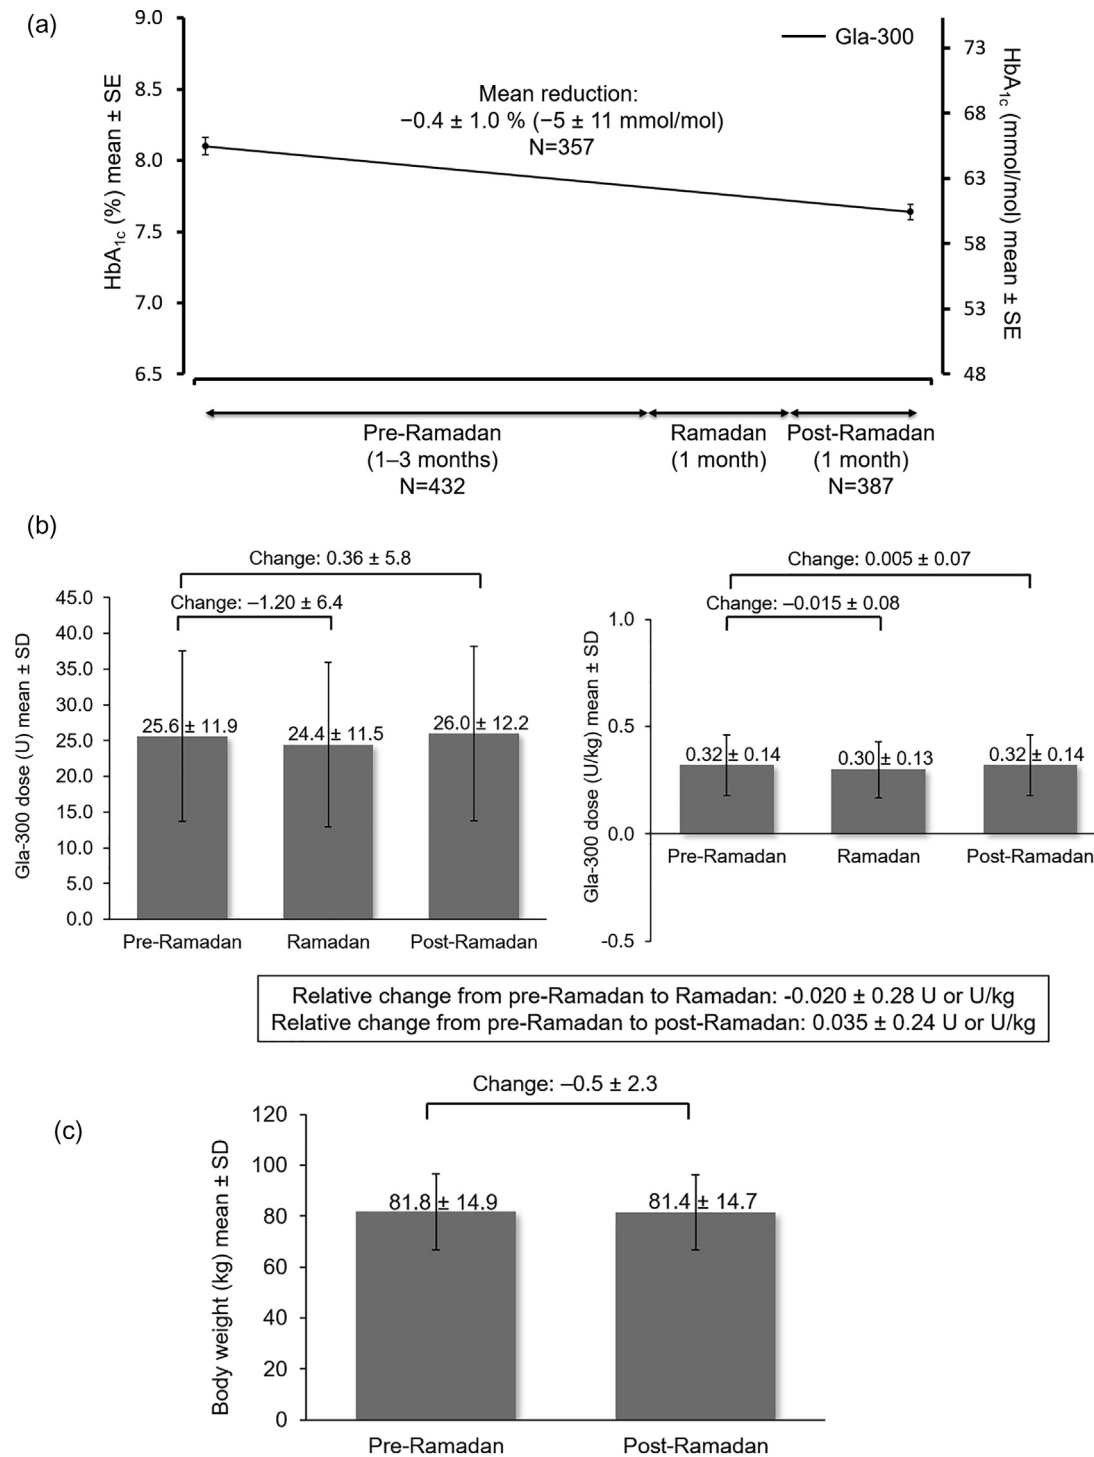 (a)
9.0
8.5
8.0
7.5
7.0
6.5
HbA1c (%) mean ± SE
Gla-300
Mean reduction:
−0.4 ± 1.0 % (−5 ± 11 mmol/mol)
N=357
73
68
63
58
53
48
HbA1c (mmol/mol) mean ± SE
Pre-Ramadan
(1–3 months)
N=432
Ramadan
(1 month)
Post-Ramadan
(1 month)
N=387
(b)
Change: 0.36 ± 5.8
Change: –1.20 ± 6.4
45.0
40.0
35.0
30.0
25.0
20.0
15.0
10.0
5.0
0.0
Gla-300 dose (U) mean ± SD
25.6 ± 11.9
24.4 ± 11.5
26.0 ± 12.2
Pre-Ramadan
Ramadan
Post-Ramadan
Change: 0.005 ± 0.07
Change: –0.015 ± 0.08
1.0
0.5
0.0
-0.5
Gla-300 dose (U/kg) mean ± SD
0.32 ± 0.14
0.30 ± 0.13
0.32 ± 0.14
Pre-Ramadan
Ramadan
Post-Ramadan
Relative change from pre-Ramadan to Ramadan: -0.020 ± 0.28 U or U/kg
Relative change from pre-Ramadan to post-Ramadan: 0.035 ± 0.24 U or U/kg
(c)
Change: –0.5 ± 2.3
120
100
80
60
40
20
0
Body weight (kg) mean ± SD
81.8 ± 14.9
81.4 ± 14.7
Pre-Ramadan
Post-Ramadan